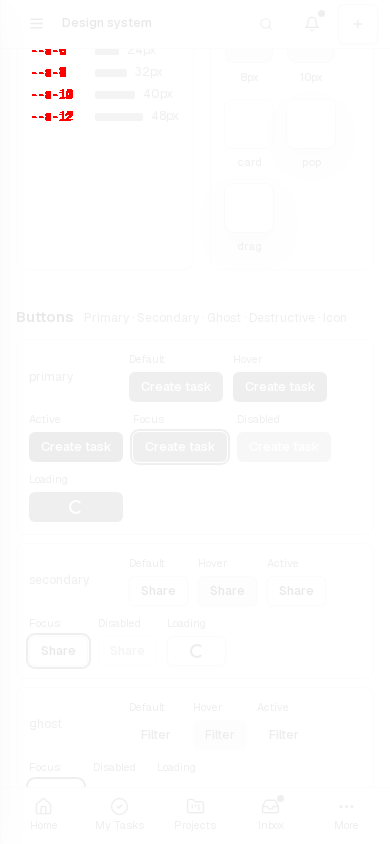 Design system
24px
--s-8 32px
40px
--s-12 48px
8px 10px
card pop
drag
Buttons Primary · Secondary · Ghost · Destructive · Icon
Default Hover
primary Create task Create task
Active Focus Disabled
Create task Create task Create task
Loading
Default Hover Active
secondary Share Share Share
Focus Disabled Loading
Share Share
Default Hover Active
ghost Filter Filter Filter
Focus Disabled Loading
Home My Tasks Projects Inbox More